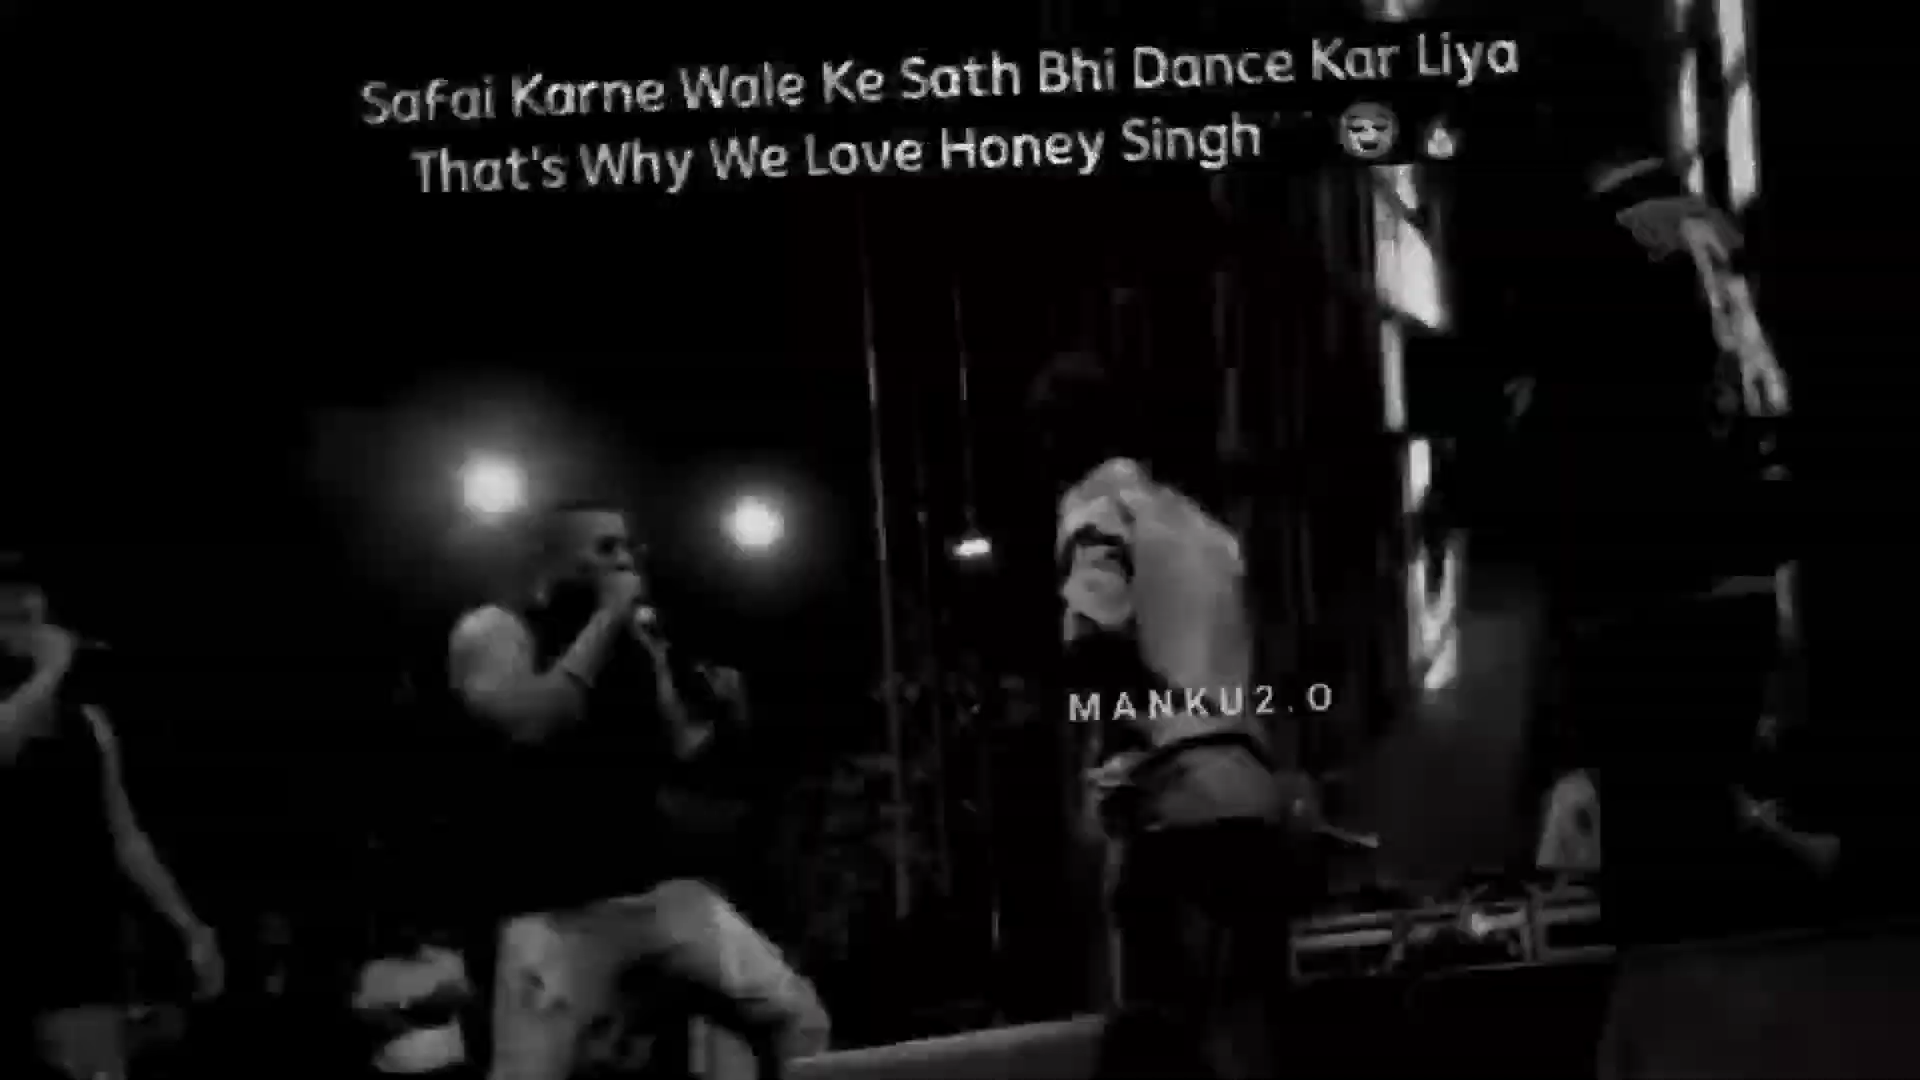 Safai Karne Wale Ke Sath Bhi Dance Kar Liya
That's Why We Love Honey Singh
MANKU2.O